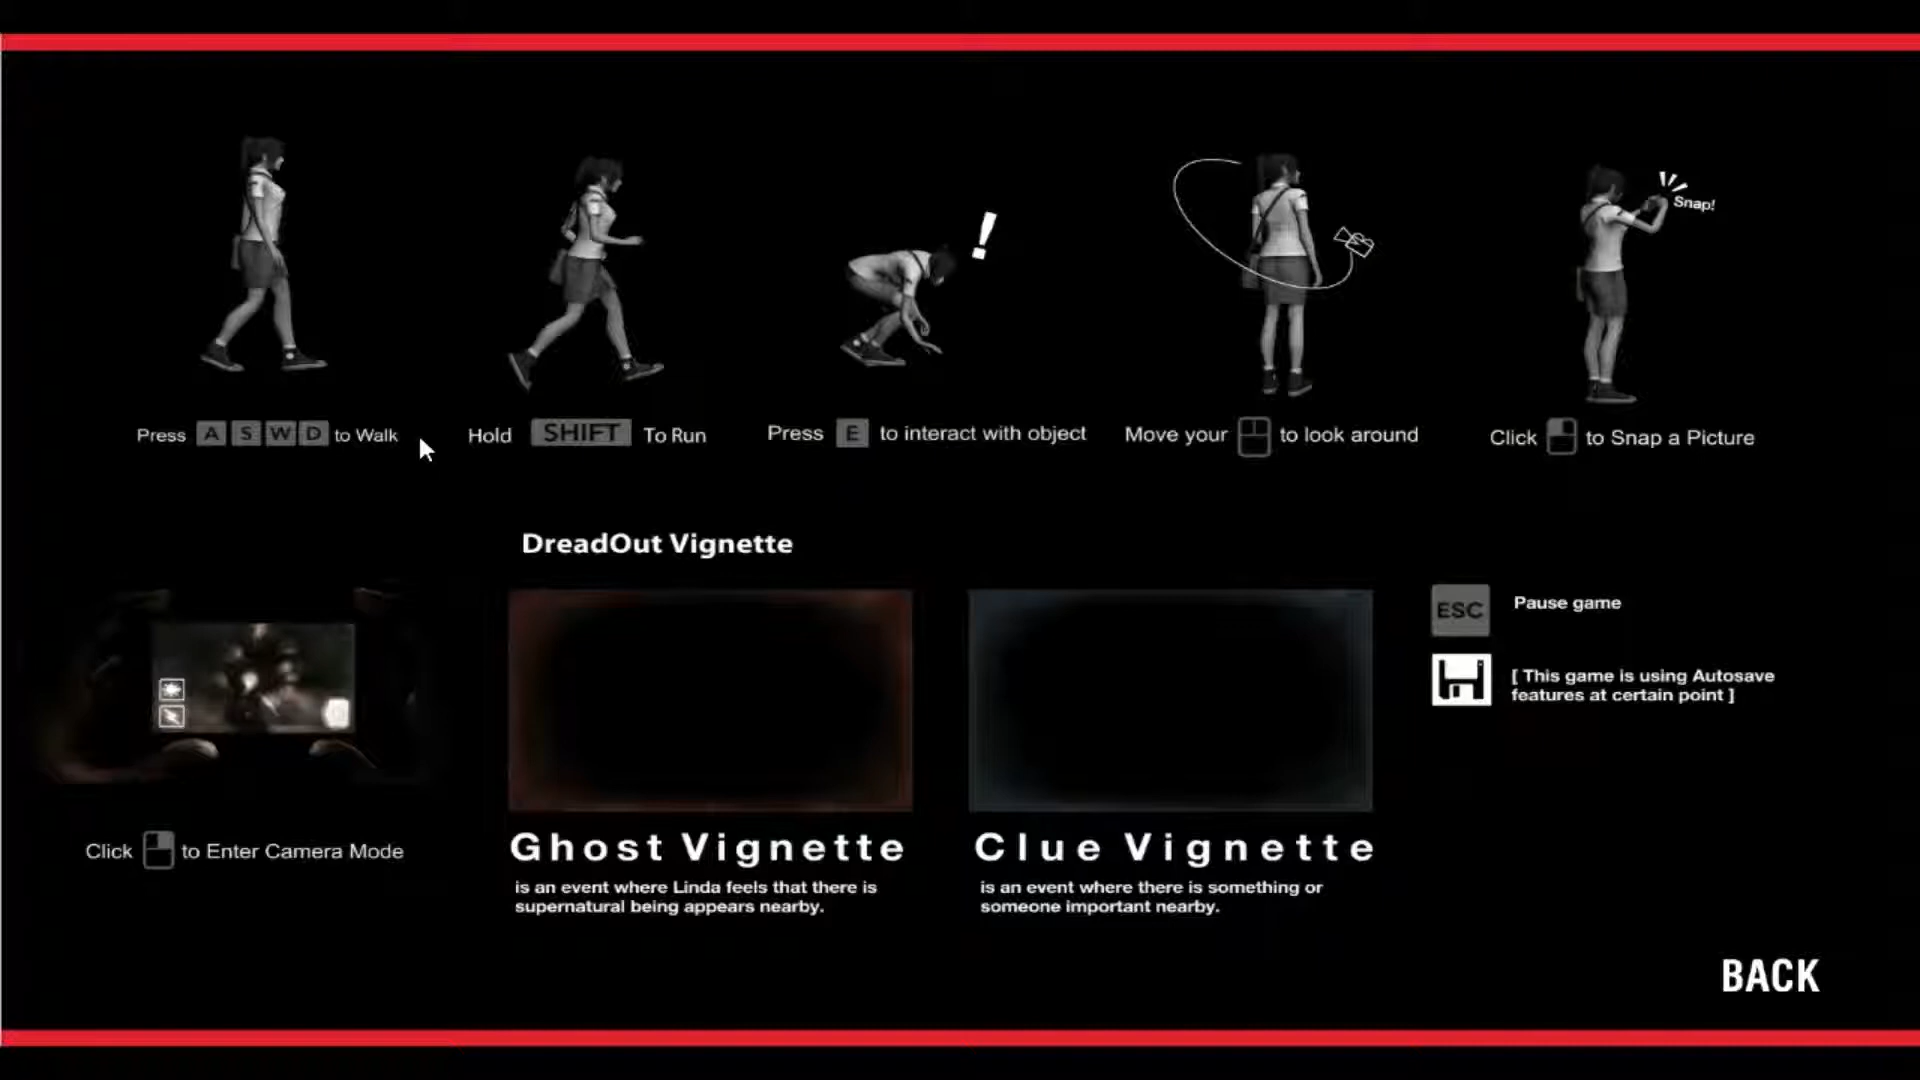 Snap!
Press A S W D to Walk
Hold SHIFT To Run
Press E to interact with object
Move your to look around
Click to Snap a Picture
DreadOut Vignette
ESC Pause game
[ This game is using Autosave
features at certain point ]
Click to Enter Camera Mode
Ghost Vignette
is an event where Linda feels that there is
supernatural being appears nearby.
Clue Vignette
is an event where there is something or
someone important nearby.
BACK